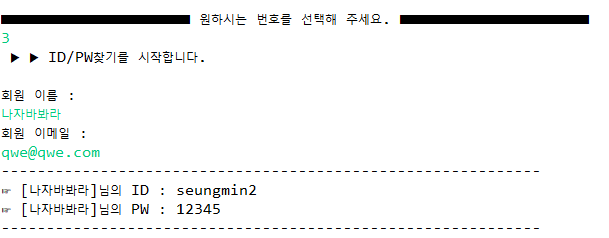 원하시는 번호를 선택해 주세요.
3
▶ ▶ ID/PW찾기를 시작합니다.
회원 이름 :
나자바봐라
회원 이메일 :
qwe@qwe.com
------------------------------------------------------------
☞ [나자바봐라]님의 ID : seungmin2
☞ [나자바봐라]님의 PW : 12345
------------------------------------------------------------